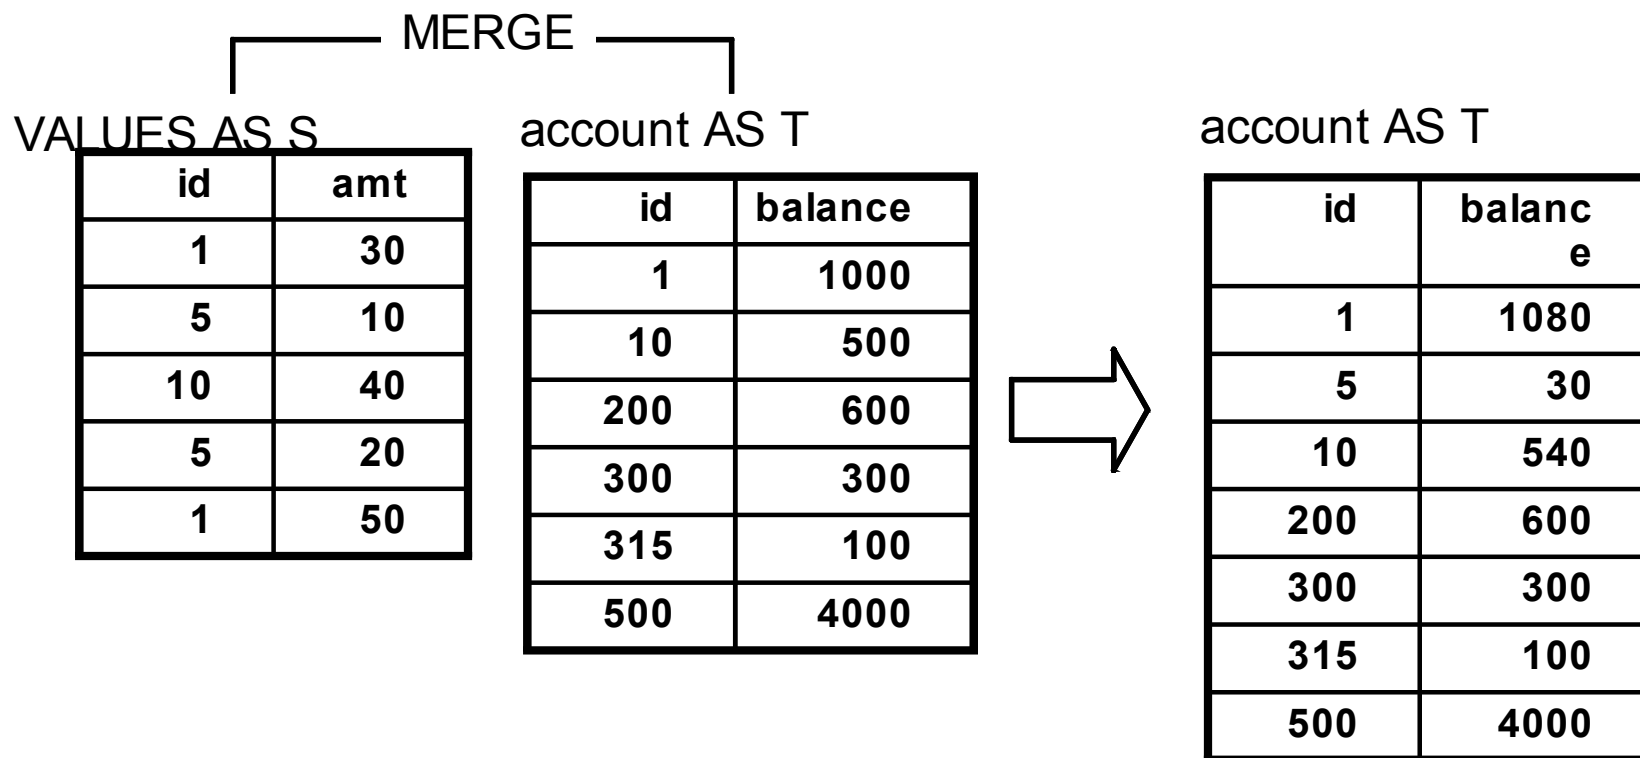 MERGE
VALUES AS S
id amt
1 30
5 10
10 40
5 20
1 50
account AS T
id balance
1 1000
10 500
200 600
300 300
315 100
500 4000
account AS T
id balanc
e
1 1080
5 30
10 540
200 600
300 300
315 100
500 4000